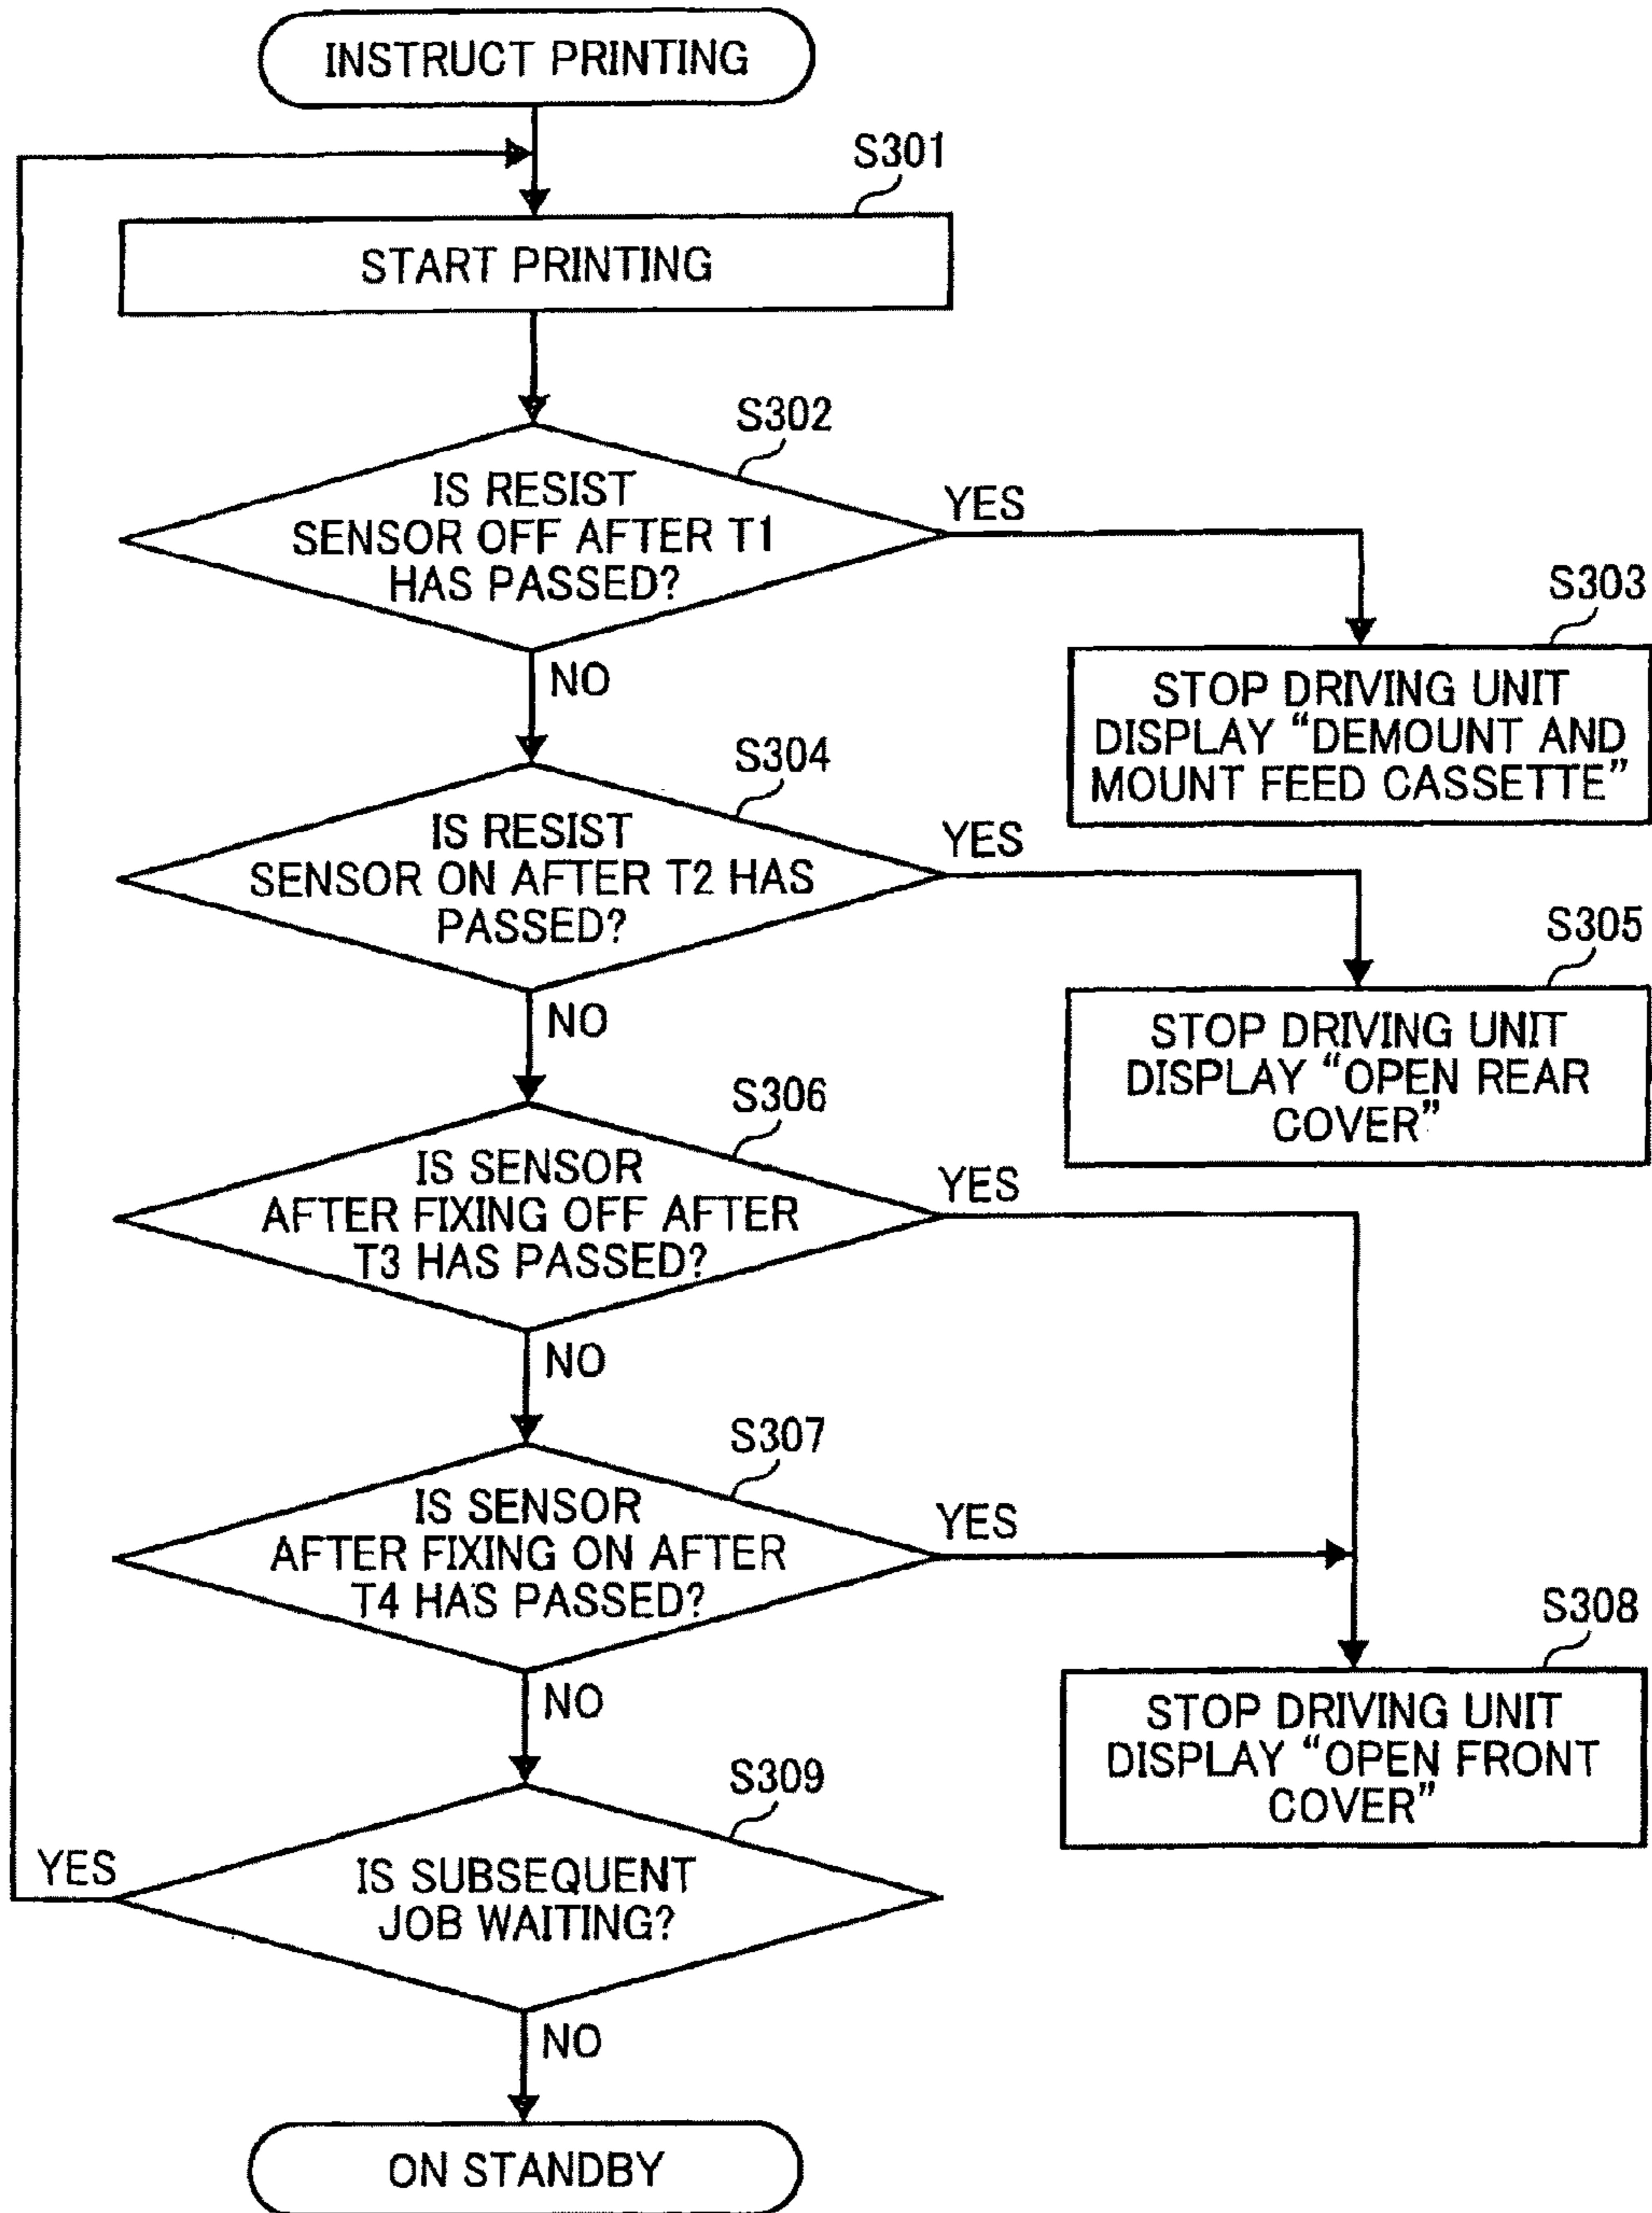 INSTRUCT PRINTING
S301
START PRINTING
S302
IS RESIST
SENSOR OFF AFTER T1
HAS PASSED?
YES
NO
S303
STOP DRIVING UNIT
DISPLAY “DEMOUNT AND
MOUNT FEED CASSETTE”
S304
IS RESIST
SENSOR ON AFTER T2 HAS
PASSED?
YES
NO
S305
STOP DRIVING UNIT
DISPLAY “OPEN REAR
COVER”
S306
IS SENSOR
AFTER FIXING OFF AFTER
T3 HAS PASSED?
YES
NO
S307
IS SENSOR
AFTER FIXING ON AFTER
T4 HAS PASSED?
YES
NO
S308
STOP DRIVING UNIT
DISPLAY “OPEN FRONT
COVER”
S309
IS SUBSEQUENT
JOB WAITING?
YES
NO
ON STANDBY